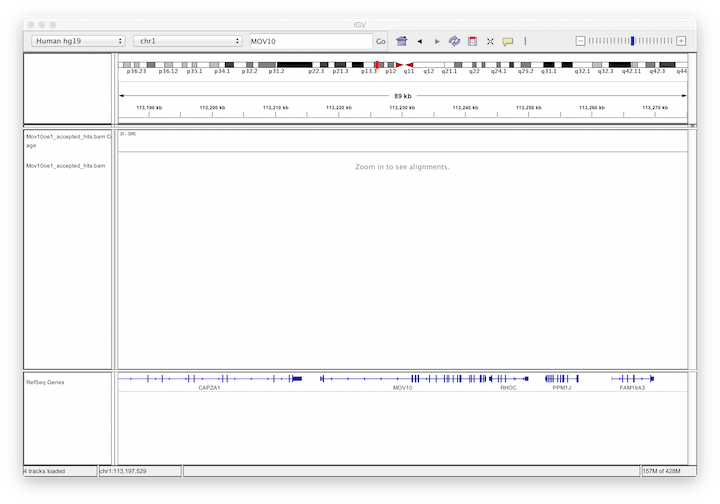 IGV
Human hg19 chr1 MOV10 Go
p36.23 p36.12 p35.1 p34.1 p32.2 p31.2 p22.3 p21.3 p13.3 p12 q11 q12 q21.1 q22 q24.1 q25.2 q31.1 q32.1 q32.3 q42.11 q42.3 q44
89 kb
113,190 kb 113,200 kb 113,210 kb 113,220 kb 113,230 kb 113,240 kb 113,250 kb 113,260 kb 113,270 kb
Mov10oe1_accepted_hits.bam C
age
Mov10oe1_accepted_hits.bam
Zoom in to see alignments.
RefSeq Genes
CAPZA1 MOV10 RHOC PPM1J FAM19A3
4 tracks loaded chr1:113,197,529 157M of 428M